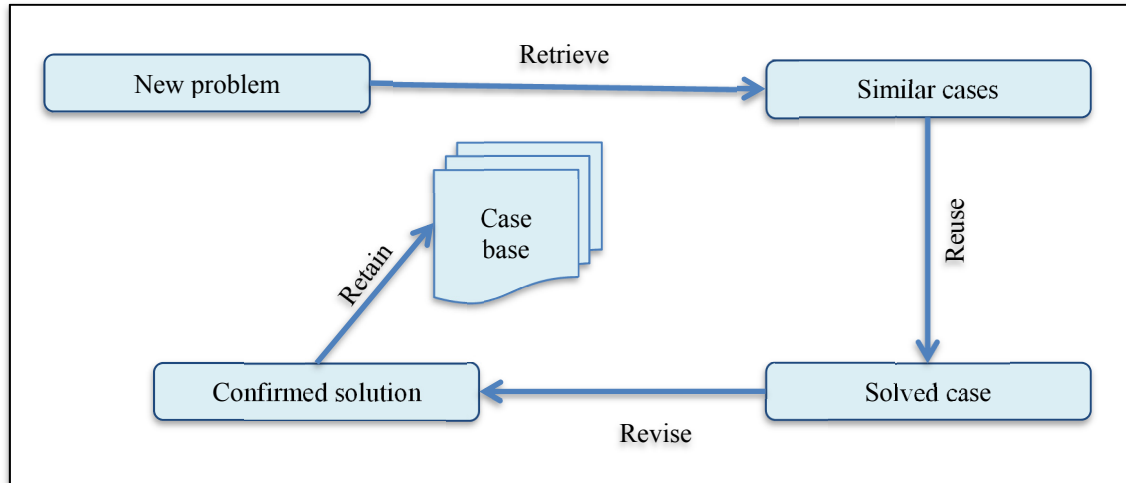 New problem
Retrieve
Similar cases
Case
base
Reuse
Retain
Confirmed solution
Revise
Solved case